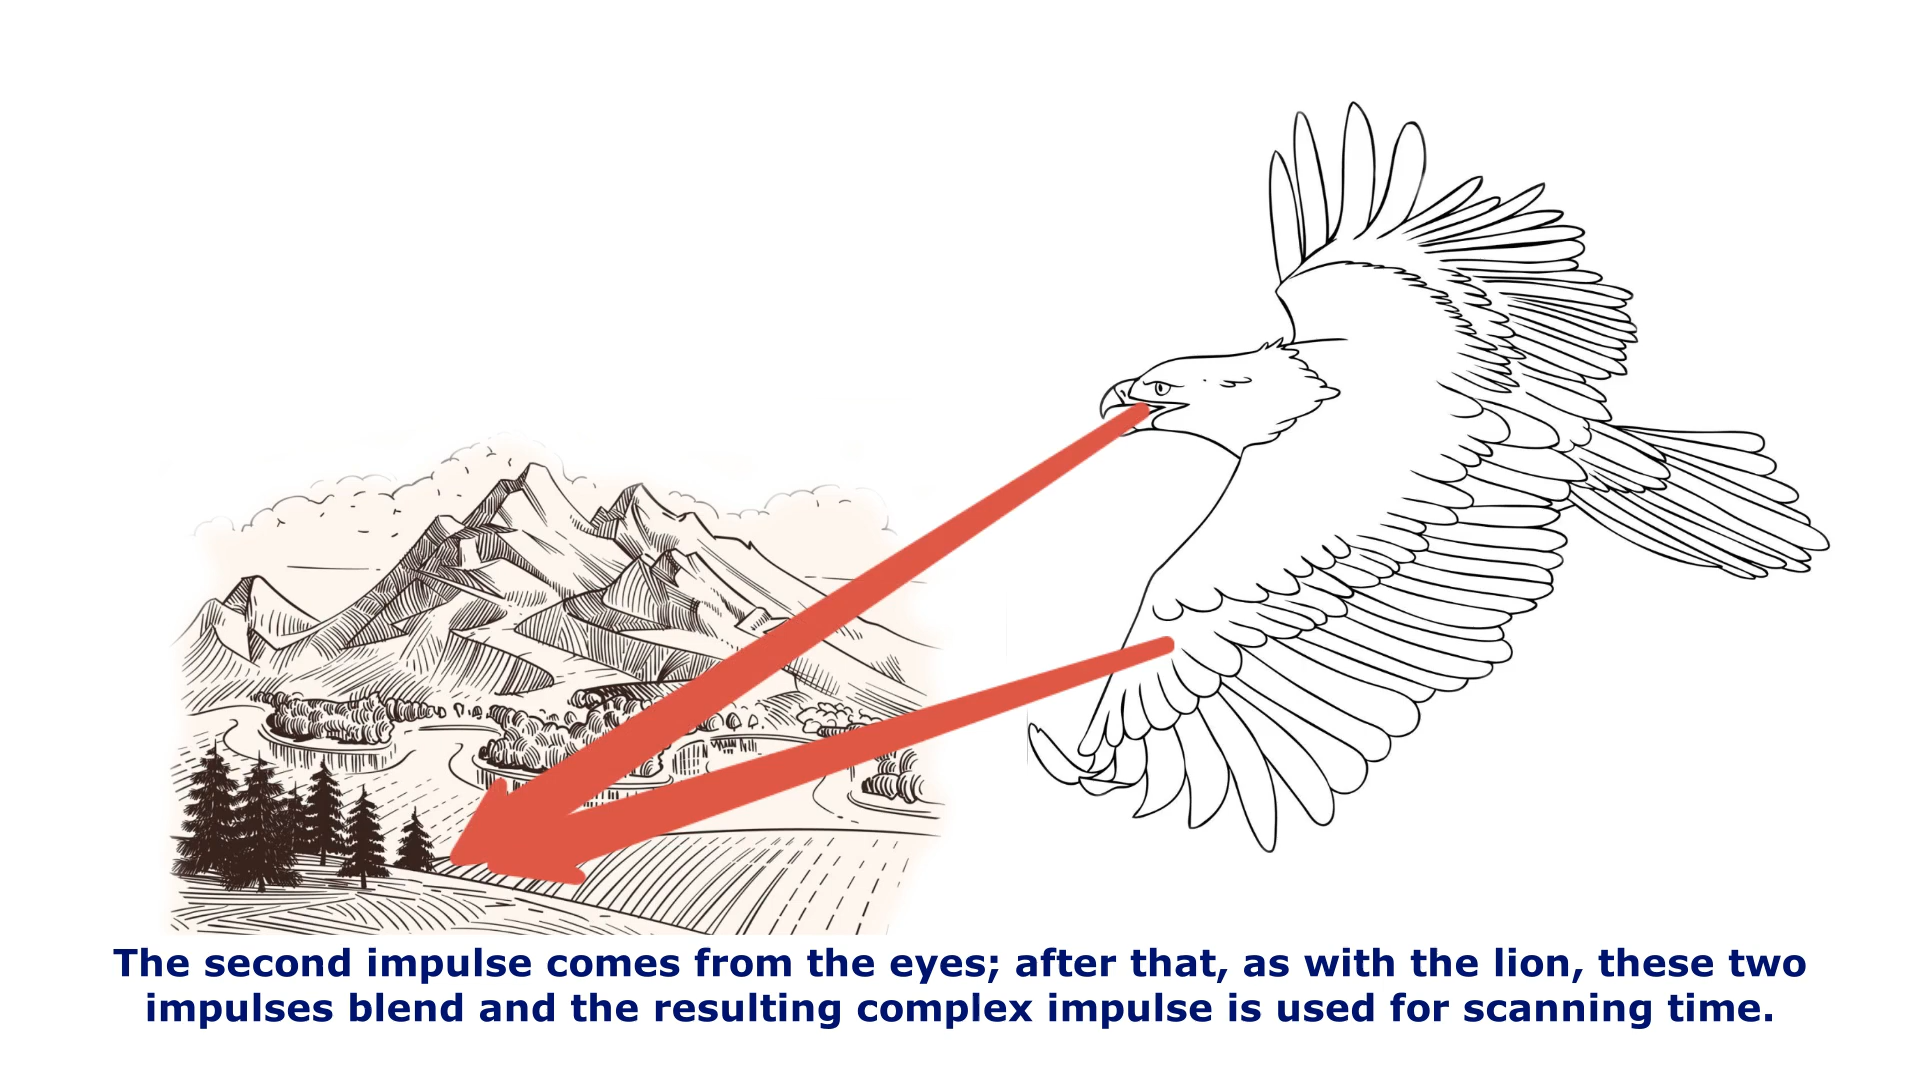 The second impulse comes from the eyes; after that, as with the lion, these two
impulses blend and the resulting complex impulse is used for scanning time.